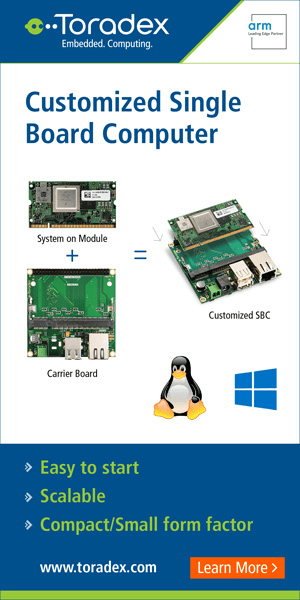 Toradex
Embedded. Computing.
arm
Leading Edge Partner
Customized Single
Board Computer
System on Module
+
=
Customized SBC
Carrier Board
Easy to start
Scalable
Compact/Small form factor
www.toradex.com
Learn More >